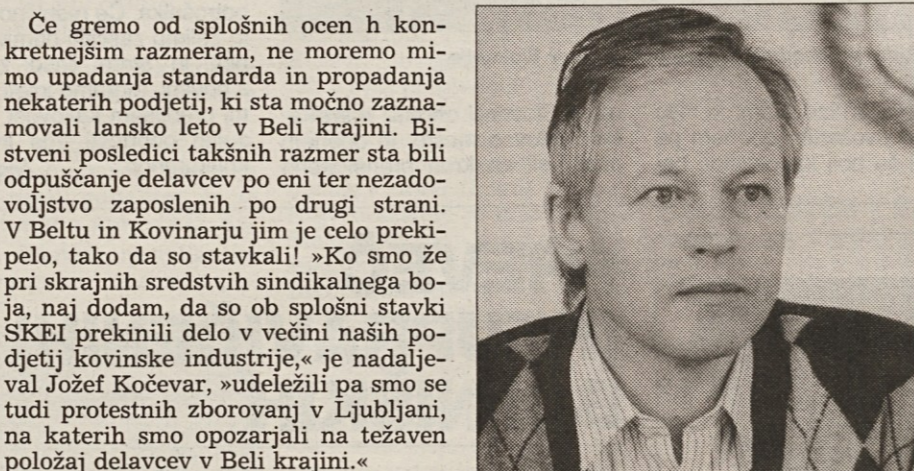 Če gremo od splošnih ocen h kon-
kretnejšim razmeram, ne moremo mi-
mo upadanja standarda in propadanja
nekaterih podjetij, ki sta močno zazna-
movali lansko leto v Beli krajini. Bi-
stveni posledici takšnih razmer sta bili
odpuščanje delavcev po eni ter nezado-
voljstvo zaposlenih po drugi strani.
V Beltu in Kovinarju jim je celo preki-
pelo, tako da so stavkali! »Ko smo že
pri skrajnih sredstvih sindikalnega bo-
ja, naj dodam, da so ob splošni stavki
SKEI prekinili delo v večini naših po-
djetij kovinske industrije,« je nadalje-
val Jožef Kočevar, »udeležili pa smo se
tudi protestnih zborovanj v Ljubljani,
na katerih smo opozarjali na težaven
položaj delavcev v Beli krajini.«